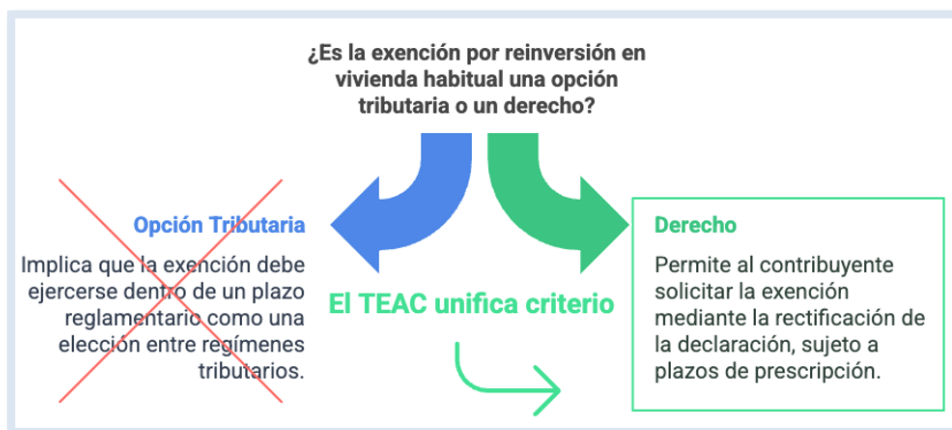 ¿Es la exención por reinversión en
vivienda habitual una opción
tributaria o un derecho?
Opción Tributaria
Implica que la exención debe
ejercerse dentro de un plazo
reglamentario como una
elección entre regímenes
tributarios.
El TEAC unifica criterio
Derecho
Permite al contribuyente
solicitar la exención
mediante la rectificación de
la declaración, sujeto a
plazos de prescripción.